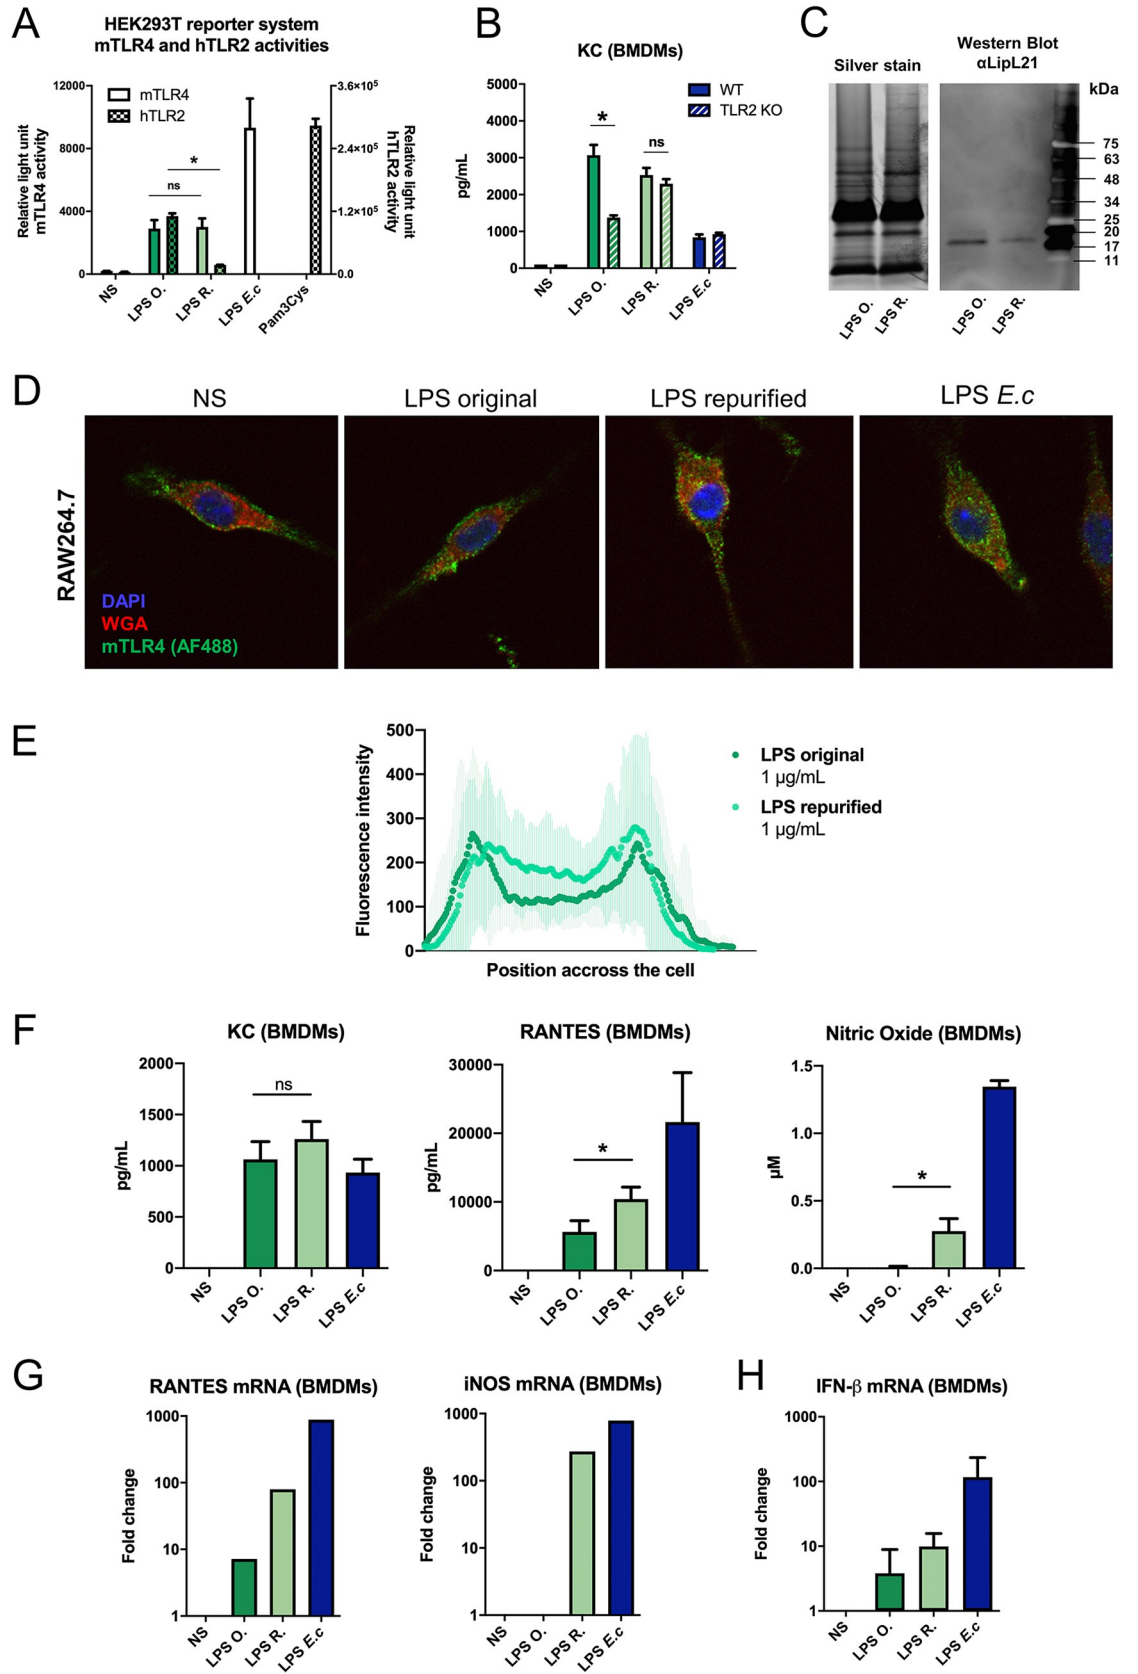 A
HEK293T reporter system
mTLR4 and hTLR2 activities
Relative light unit
mTLR4 activity
12000
8000
4000
0
mTLR4
hTLR2
*
ns
3.6×10⁵
2.4×10⁵
1.2×10⁵
0.0
Relative light unit
hTLR2 activity
NS
LPS O.
LPS R.
LPS E.c
Pam3Cys
B
KC (BMDMs)
pg/mL
5000
4000
3000
2000
1000
0
WT
TLR2 KO
*
ns
NS
LPS O.
LPS R.
LPS E.c
C
Silver stain
Western Blot
αLipL21
kDa
75
63
48
34
25
20
17
11
LPS O.
LPS R.
LPS O.
LPS R.
D
NS
LPS original
LPS repurified
LPS E.c
RAW264.7
DAPI
WGA
mTLR4 (AF488)
E
Fluorescence intensity
500
400
300
200
100
0
LPS original
1 µg/mL
LPS repurified
1 µg/mL
Position accross the cell
F
KC (BMDMs)
pg/mL
2000
1500
1000
500
0
ns
NS
LPS O.
LPS R.
LPS E.c
RANTES (BMDMs)
pg/mL
30000
20000
10000
0
*
NS
LPS O.
LPS R.
LPS E.c
Nitric Oxide (BMDMs)
µM
1.5
1.0
0.5
0.0
*
NS
LPS O.
LPS R.
LPS E.c
G
RANTES mRNA (BMDMs)
Fold change
1000
100
10
1
NS
LPS O.
LPS R.
LPS E.c
iNOS mRNA (BMDMs)
Fold change
1000
100
10
1
NS
LPS O.
LPS R.
LPS E.c
H
IFN-β mRNA (BMDMs)
Fold change
1000
100
10
1
NS
LPS O.
LPS R.
LPS E.c